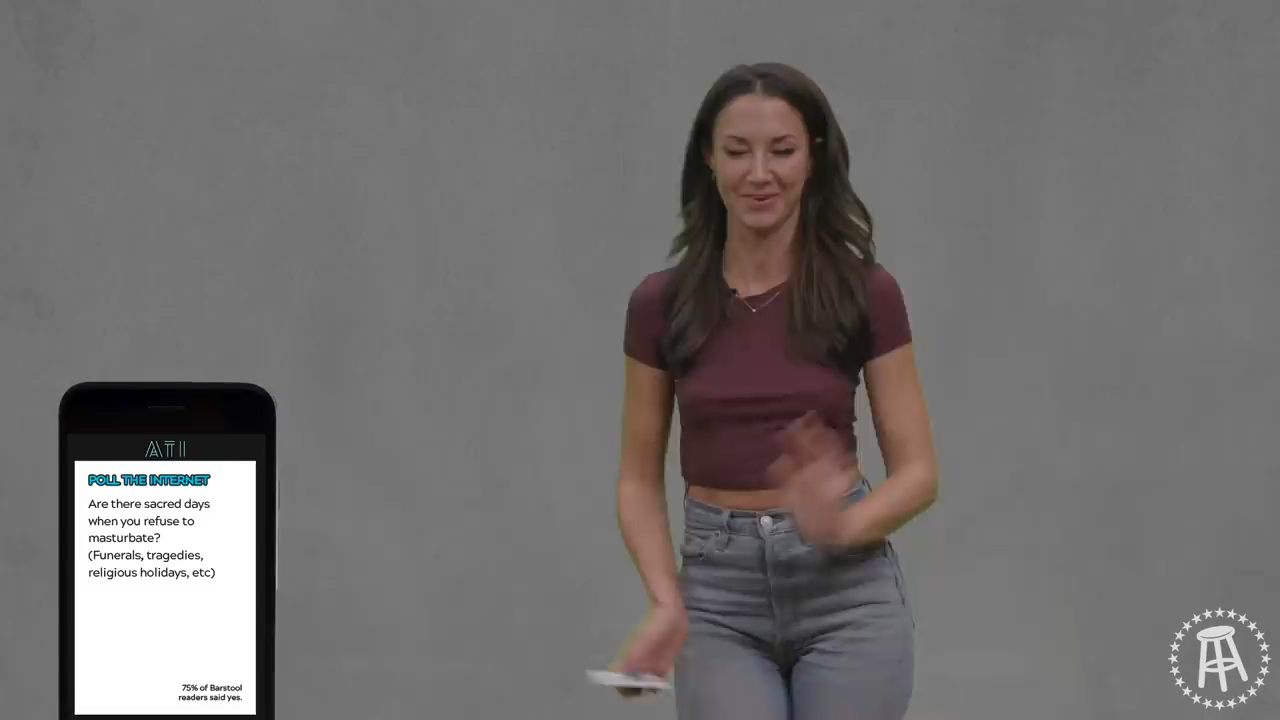 ATI
POLL THE INTERNET
Are there sacred days
when you refuse to
masturbate?
(Funerals, tragedies,
religious holidays, etc)
75% of Barstool
readers said yes.